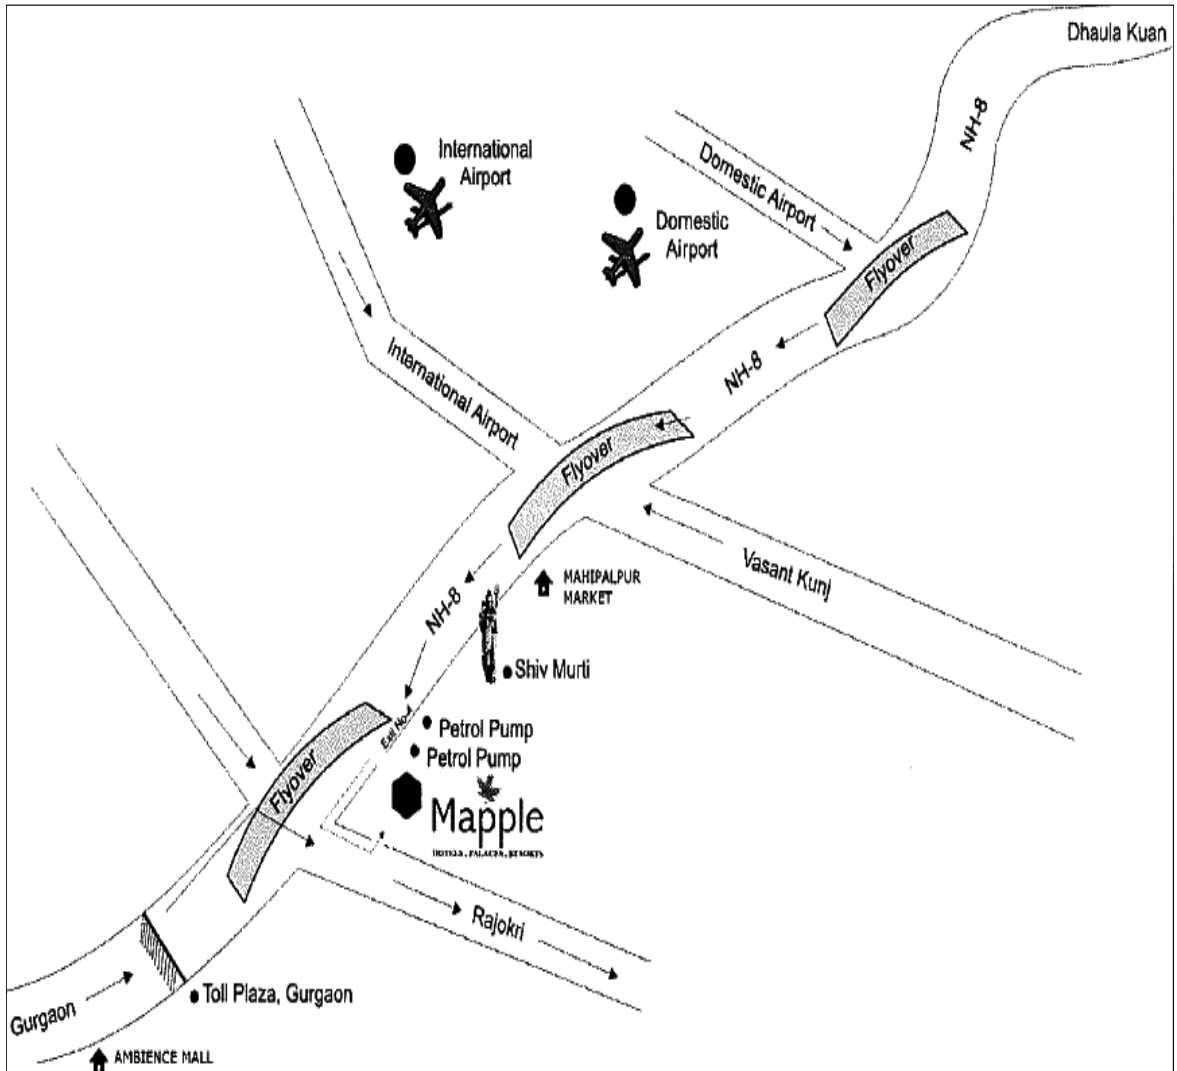 Dhaula Kuan
NH-8
International
Airport
Domestic Airport
Domestic
Airport
Flyover
International Airport
NH-8
Flyover
Vasant Kunj
MAHIPALPUR
MARKET
NH-8
Shiv Murti
Exit No
Petrol Pump
Petrol Pump
Flyover
Mapple
HOTELS, PALACES, RESORTS
Rajokri
Toll Plaza, Gurgaon
Gurgaon
AMBIENCE MALL